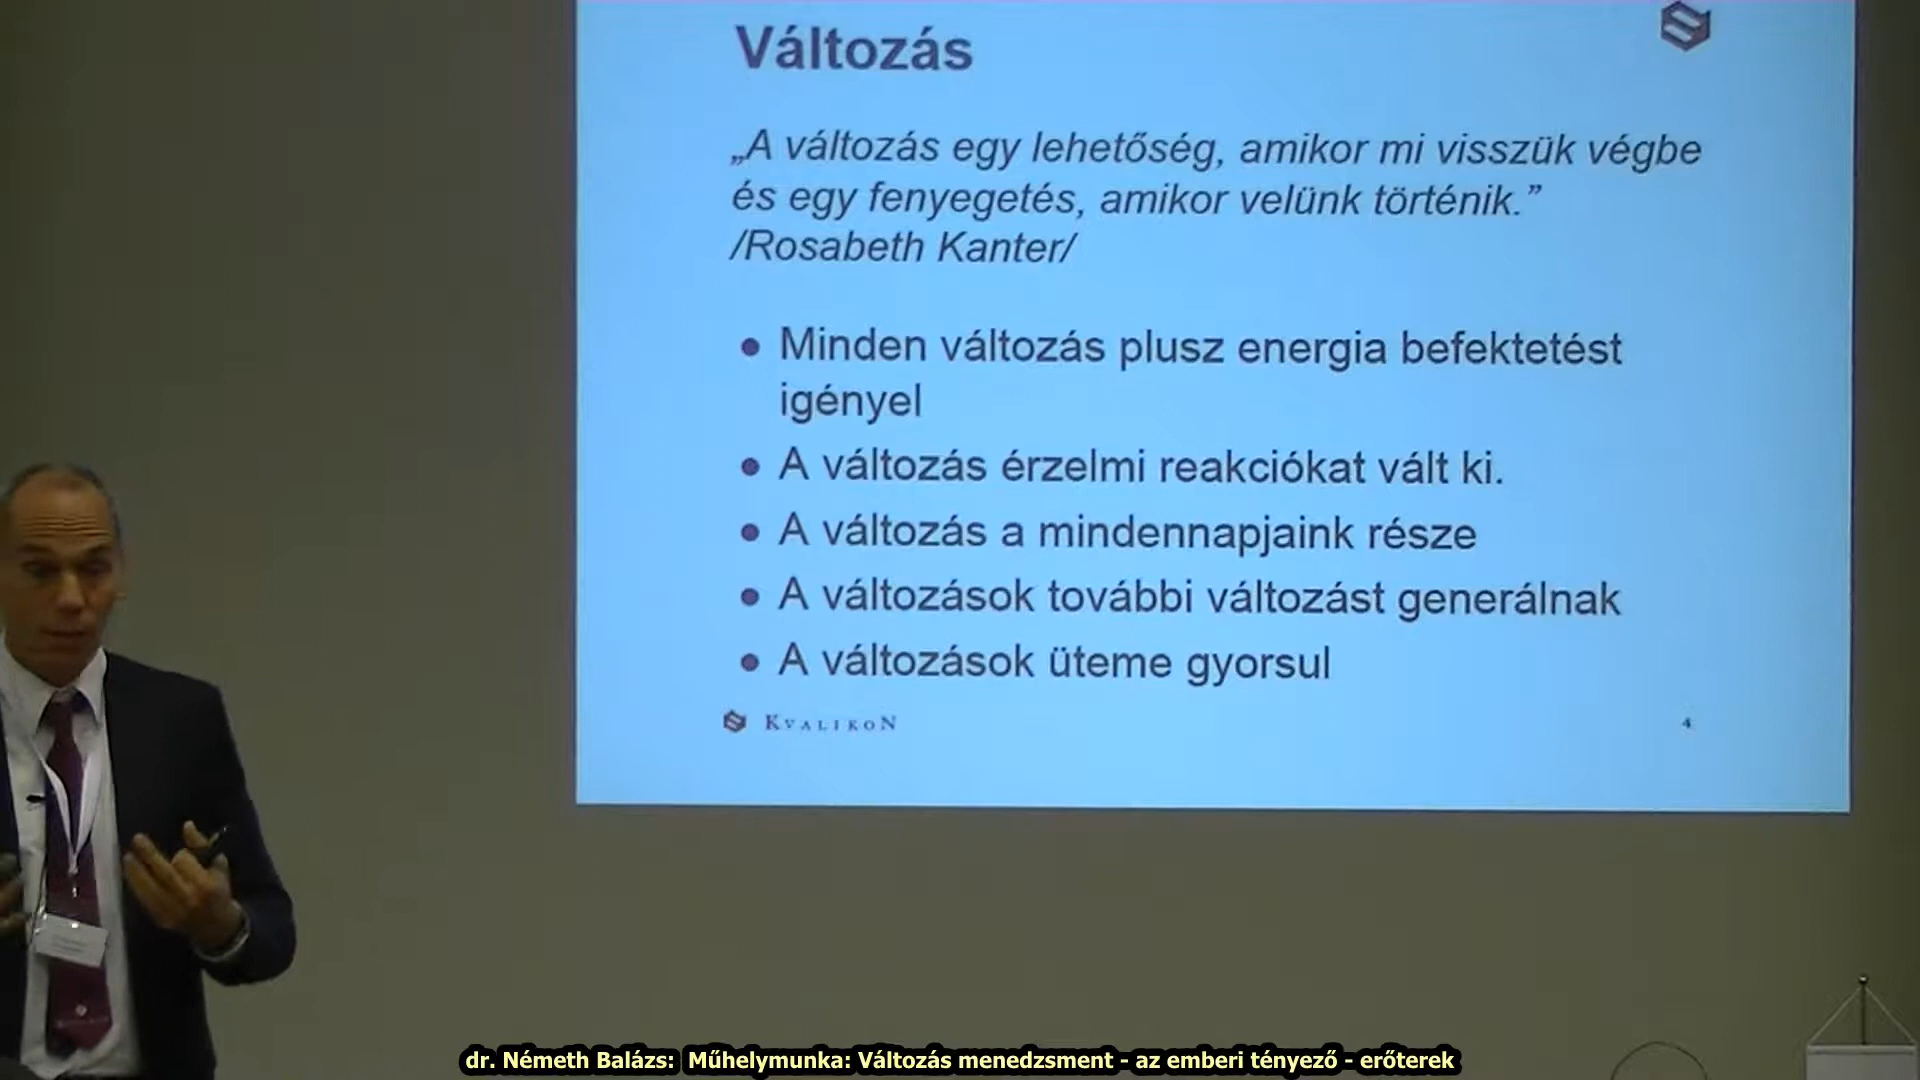 Változás
„A változás egy lehetőség, amikor mi visszük végbe
és egy fenyegetés, amikor velünk történik.”
/Rosabeth Kanter/
• Minden változás plusz energia befektetést
igényel
• A változás érzelmi reakciókat vált ki.
• A változás a mindennapjaink része
• A változások további változást generálnak
• A változások üteme gyorsul
KVALIKON
4
dr. Németh Balázs: Műhelymunka: Változás menedzsment - az emberi tényező - erőterek